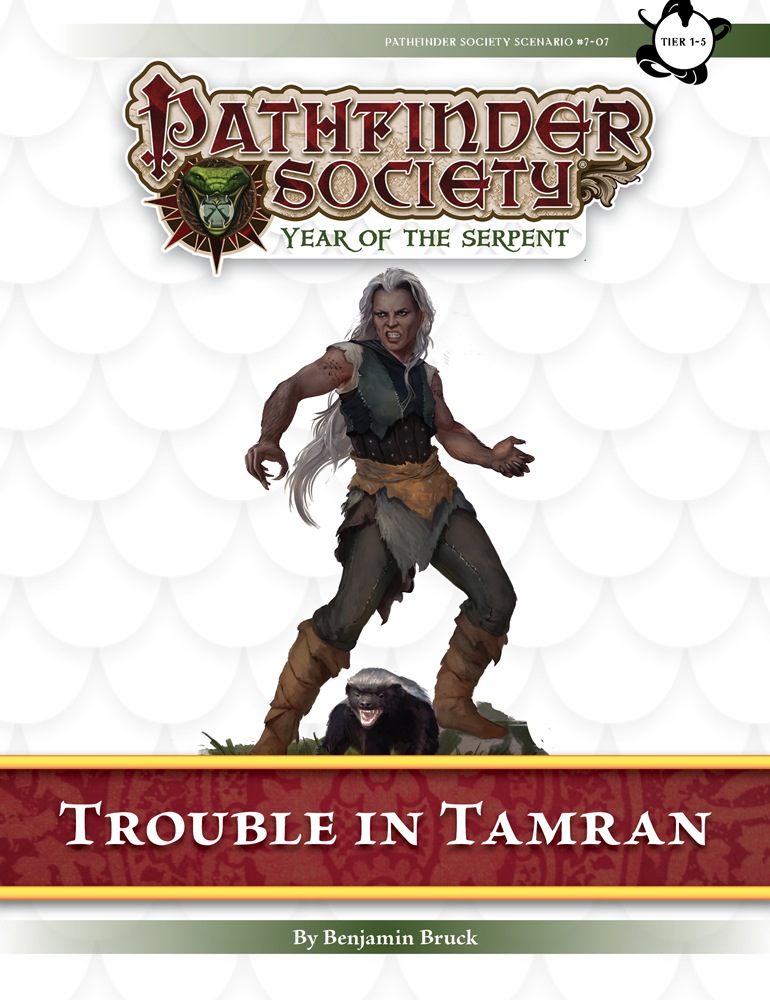 PATHFINDER SOCIETY SCENARIO #7-07
TIER 1-5
PATHFINDER
SOCIETY®
YEAR OF THE SERPENT
TROUBLE IN TAMRAN
By Benjamin Bruck